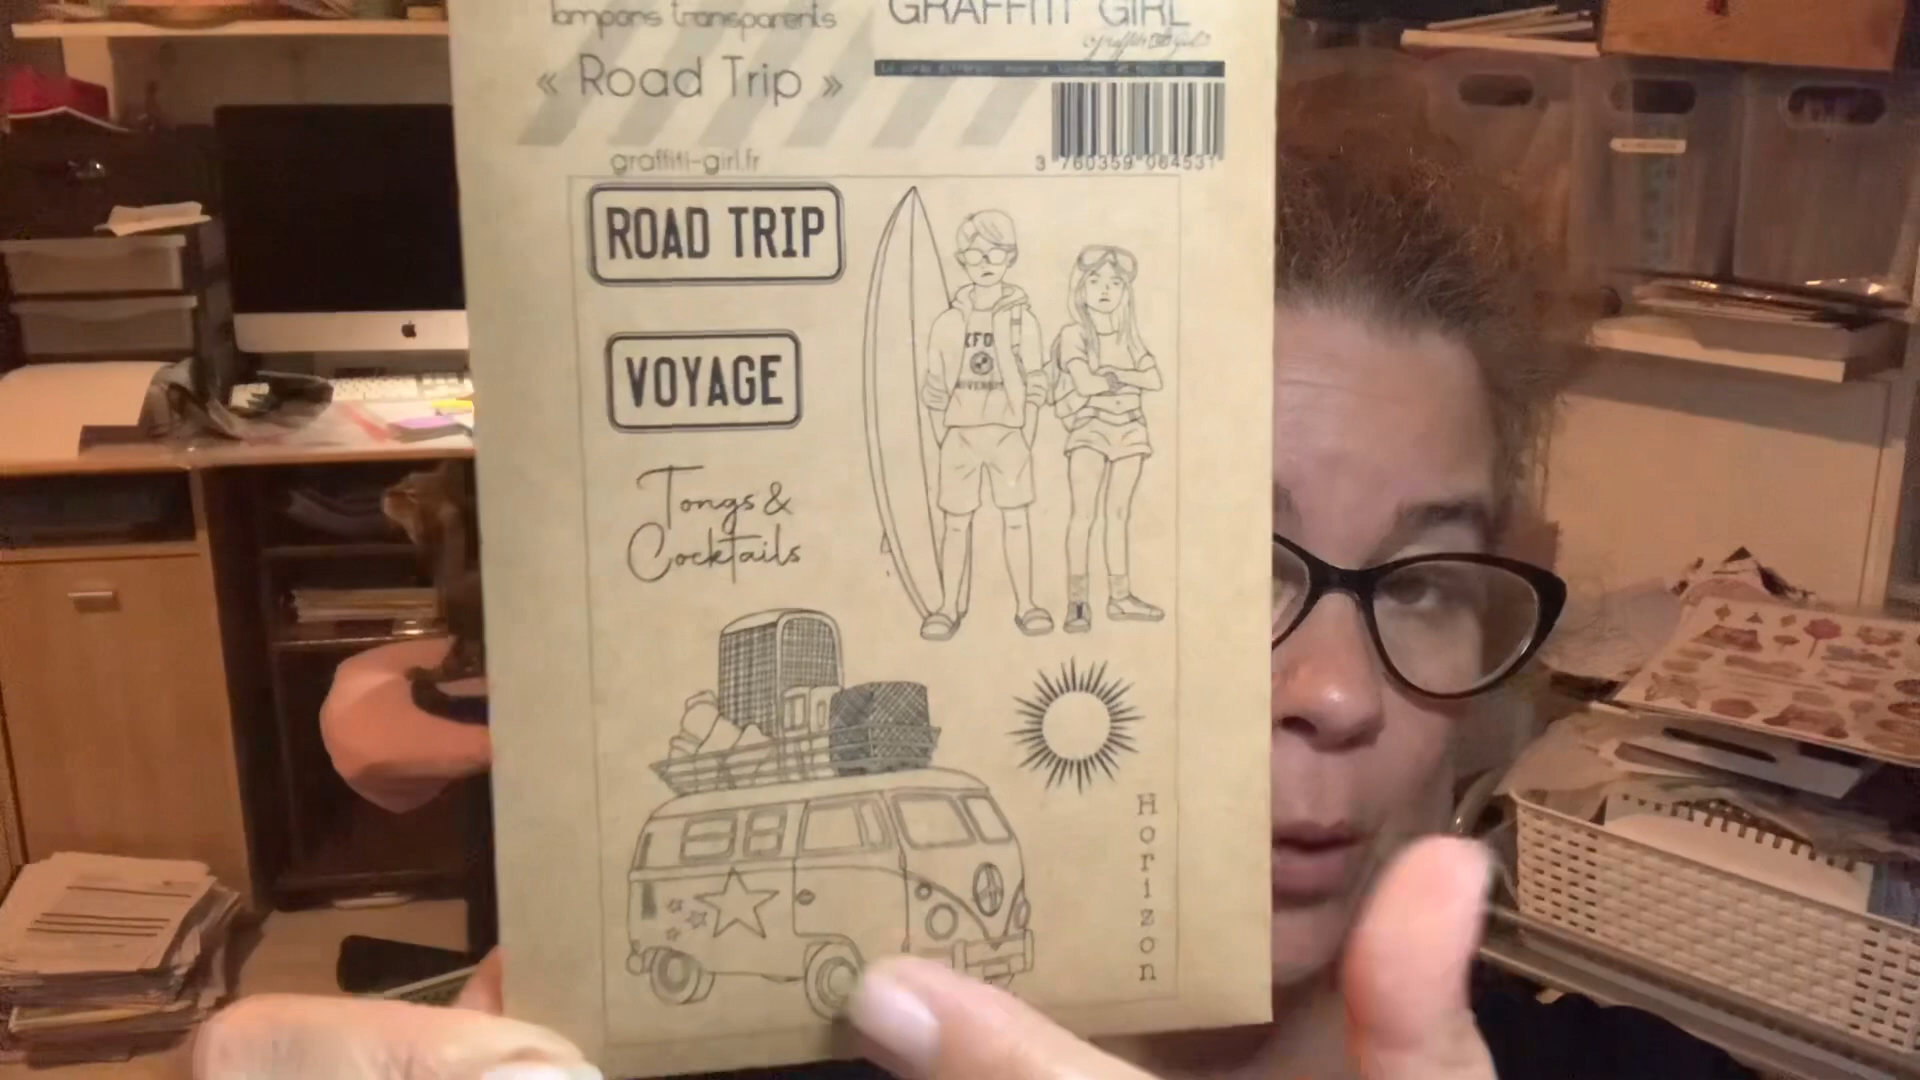 tampons transparents
GRAFFITI GIRL
« Road Trip »
graffiti-girl.fr
3 760359 084531
ROAD TRIP
VOYAGE
Tongs &
Cocktails
Horizon